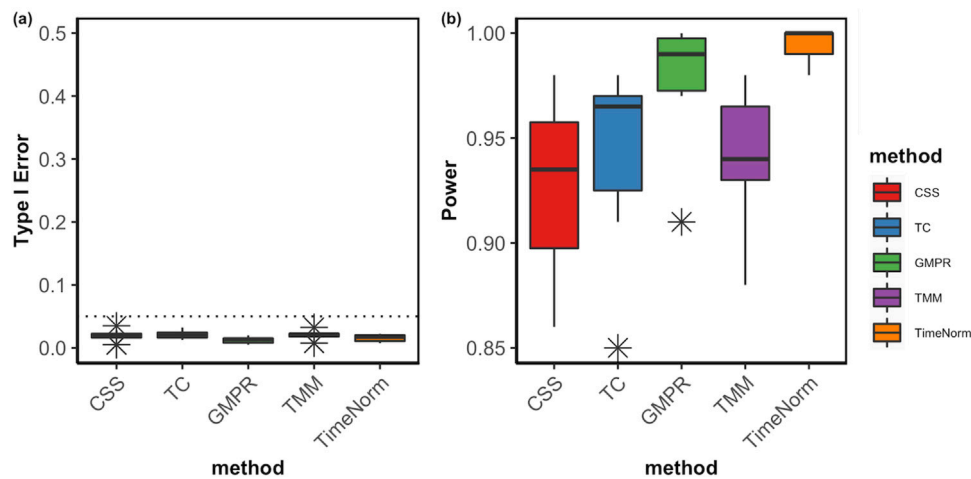 (a)
Type I Error
0.5
0.4
0.3
0.2
0.1
0.0
CSS
TC
GMPR
TMM
TimeNorm
method
(b)
Power
1.00
0.95
0.90
0.85
CSS
TC
GMPR
TMM
TimeNorm
method
method
CSS
TC
GMPR
TMM
TimeNorm